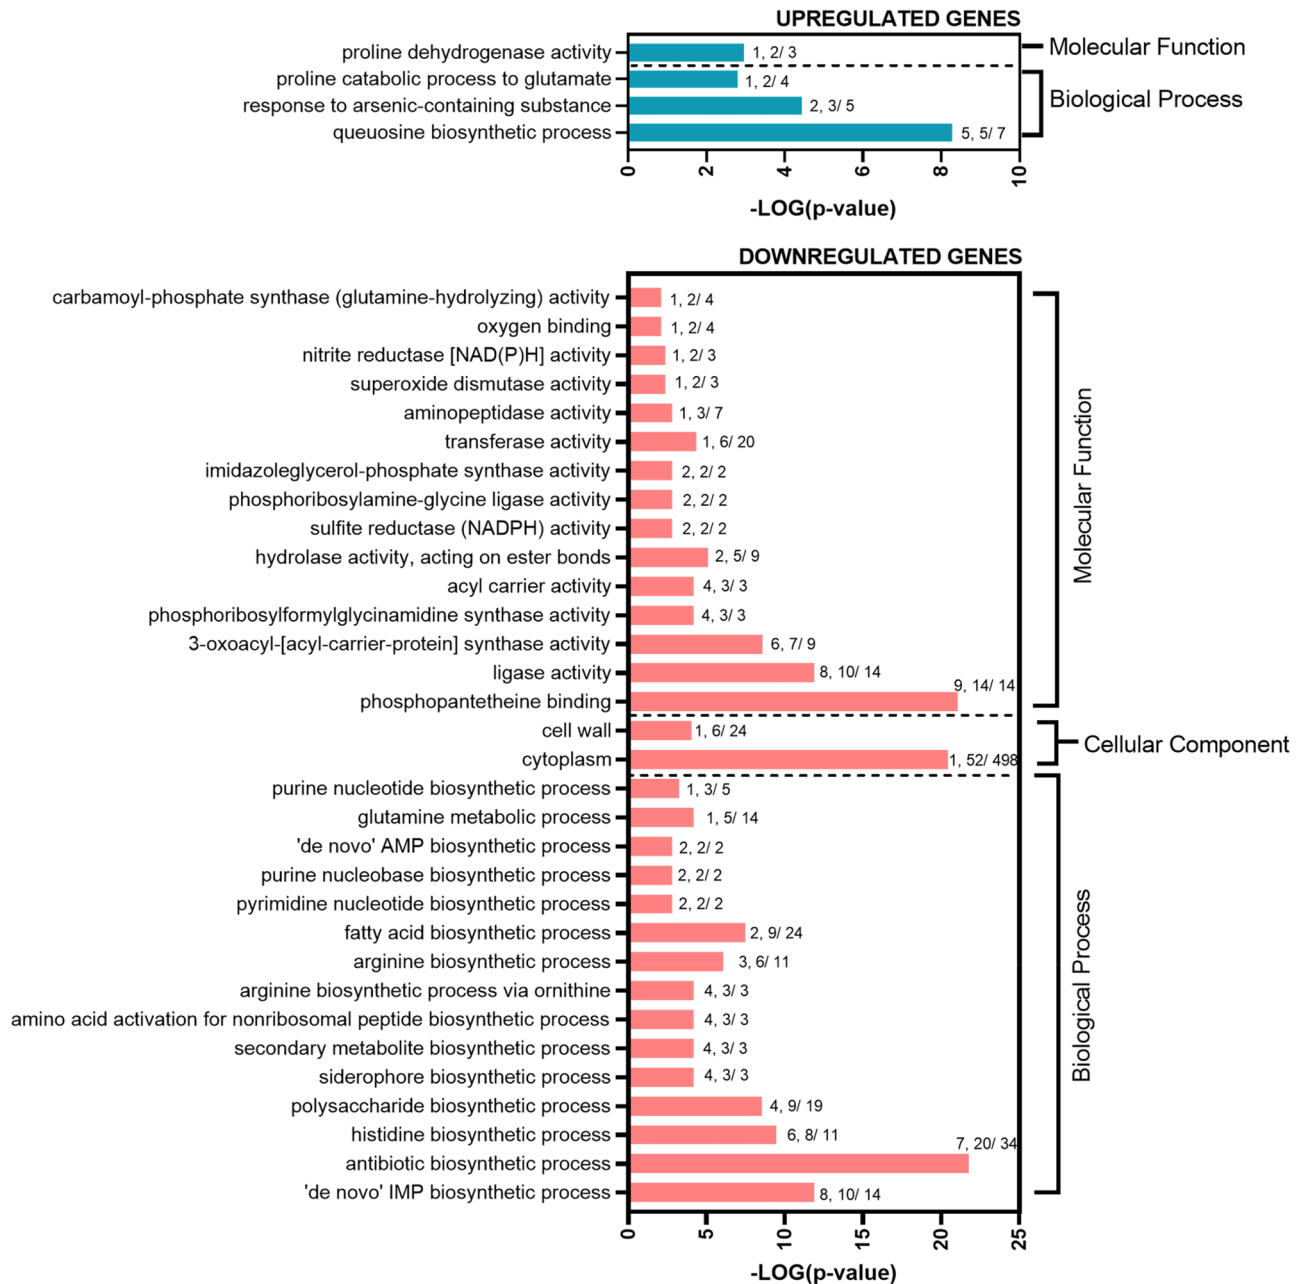 UPREGULATED GENES
proline dehydrogenase activity 1, 2/ 3 Molecular Function
proline catabolic process to glutamate 1, 2/ 4
response to arsenic-containing substance 2, 3/ 5 Biological Process
queuosine biosynthetic process 5, 5/ 7
0 2 4 6 8 10
-LOG(p-value)
DOWNREGULATED GENES
carbamoyl-phosphate synthase (glutamine-hydrolyzing) activity 1, 2/ 4
oxygen binding 1, 2/ 4
nitrite reductase [NAD(P)H] activity 1, 2/ 3
superoxide dismutase activity 1, 2/ 3
aminopeptidase activity 1, 3/ 7
transferase activity 1, 6/ 20
imidazoleglycerol-phosphate synthase activity 2, 2/ 2
phosphoribosylamine-glycine ligase activity 2, 2/ 2
sulfite reductase (NADPH) activity 2, 2/ 2
hydrolase activity, acting on ester bonds 2, 5/ 9
acyl carrier activity 4, 3/ 3
phosphoribosylformylglycinamidine synthase activity 4, 3/ 3
3-oxoacyl-[acyl-carrier-protein] synthase activity 6, 7/ 9
ligase activity 8, 10/ 14
phosphopantetheine binding 9, 14/ 14
Molecular Function
cell wall 1, 6/ 24
cytoplasm 1, 52/ 498
Cellular Component
purine nucleotide biosynthetic process 1, 3/ 5
glutamine metabolic process 1, 5/ 14
'de novo' AMP biosynthetic process 2, 2/ 2
purine nucleobase biosynthetic process 2, 2/ 2
pyrimidine nucleotide biosynthetic process 2, 2/ 2
fatty acid biosynthetic process 2, 9/ 24
arginine biosynthetic process 3, 6/ 11
arginine biosynthetic process via ornithine 4, 3/ 3
amino acid activation for nonribosomal peptide biosynthetic process 4, 3/ 3
secondary metabolite biosynthetic process 4, 3/ 3
siderophore biosynthetic process 4, 3/ 3
polysaccharide biosynthetic process 4, 9/ 19
histidine biosynthetic process 6, 8/ 11
antibiotic biosynthetic process 7, 20/ 34
'de novo' IMP biosynthetic process 8, 10/ 14
Biological Process
0 5 10 15 20 25
-LOG(p-value)